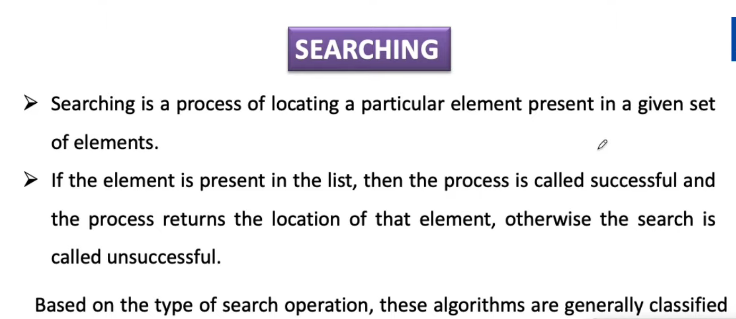 SEARCHING
➤ Searching is a process of locating a particular element present in a given set
of elements.
➤ If the element is present in the list, then the process is called successful and
the process returns the location of that element, otherwise the search is
called unsuccessful.
Based on the type of search operation, these algorithms are generally classified